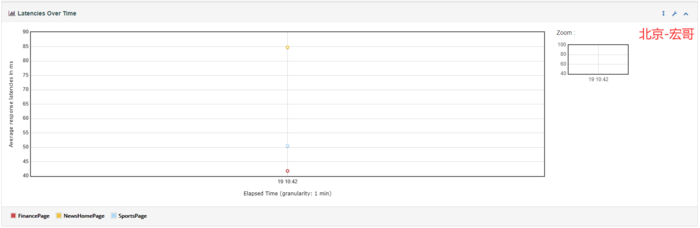 Latencies Over Time
Zoom :
北京-宏哥
90
85
80
75
70
65
60
55
50
45
40
Average response latencies in ms
19 10:42
Elapsed Time (granularity: 1 min)
100
80
60
40
19 10:42
FinancePage NewsHomePage SportsPage